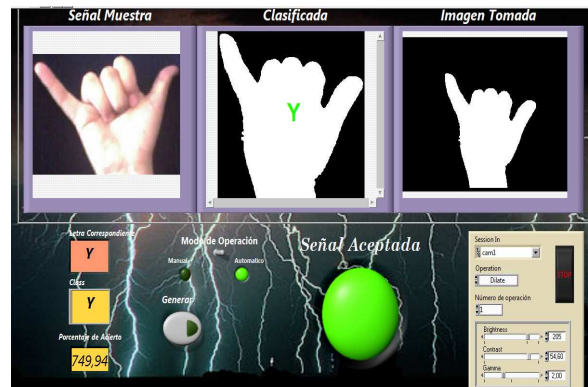 Señal Muestra
Clasificada
Imagen Tomada
Y
Letra Correspondiente
Y
Class
Y
Porcentaje de Acierto
749,94
Modo de Operación
Manual
Automatico
Generar
Señal Aceptada
Session In
cam1
Operation
Dilate
Número de operación
1
STOP
Brightness
205
Contrast
54,60
Gamma
2,00